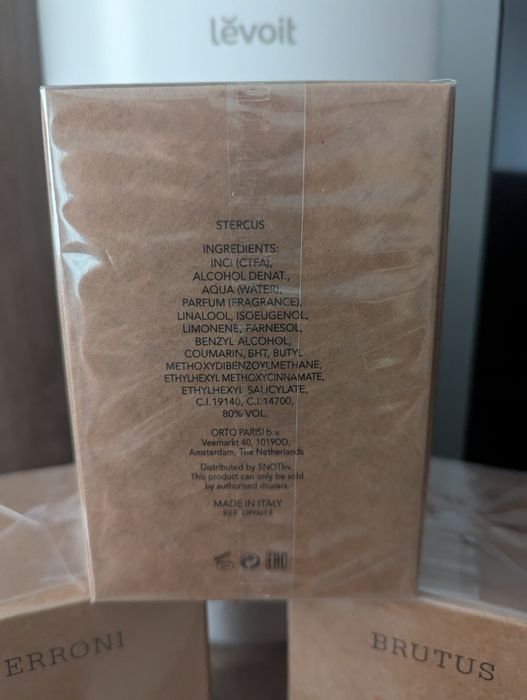 levoit
STERCUS
INGREDIENTS:
INCI (CTFA),
ALCOHOL DENAT.,
AQUA (WATER),
PARFUM (FRAGRANCE),
LINALOOL, ISOEUGENOL,
LIMONENE, FARNESOL,
BENZYL ALCOHOL,
COUMARIN, BHT, BUTYL
METHOXYDIBENZOYLMETHANE,
ETHYLHEXYL METHOXYCINNAMATE,
ETHYLHEXYL SALICYLATE,
C.I.19140, C.I.14700,
80% VOL.
ORTO PARISI b.v.
Veemarkt 40, 1019DD,
Amsterdam, The Netherlands
Distributed by SNOTbv.
This product can only be sold
by authorised dealers.
MADE IN ITALY
REF. OP0013
EAC
ERRONI
BRUTUS